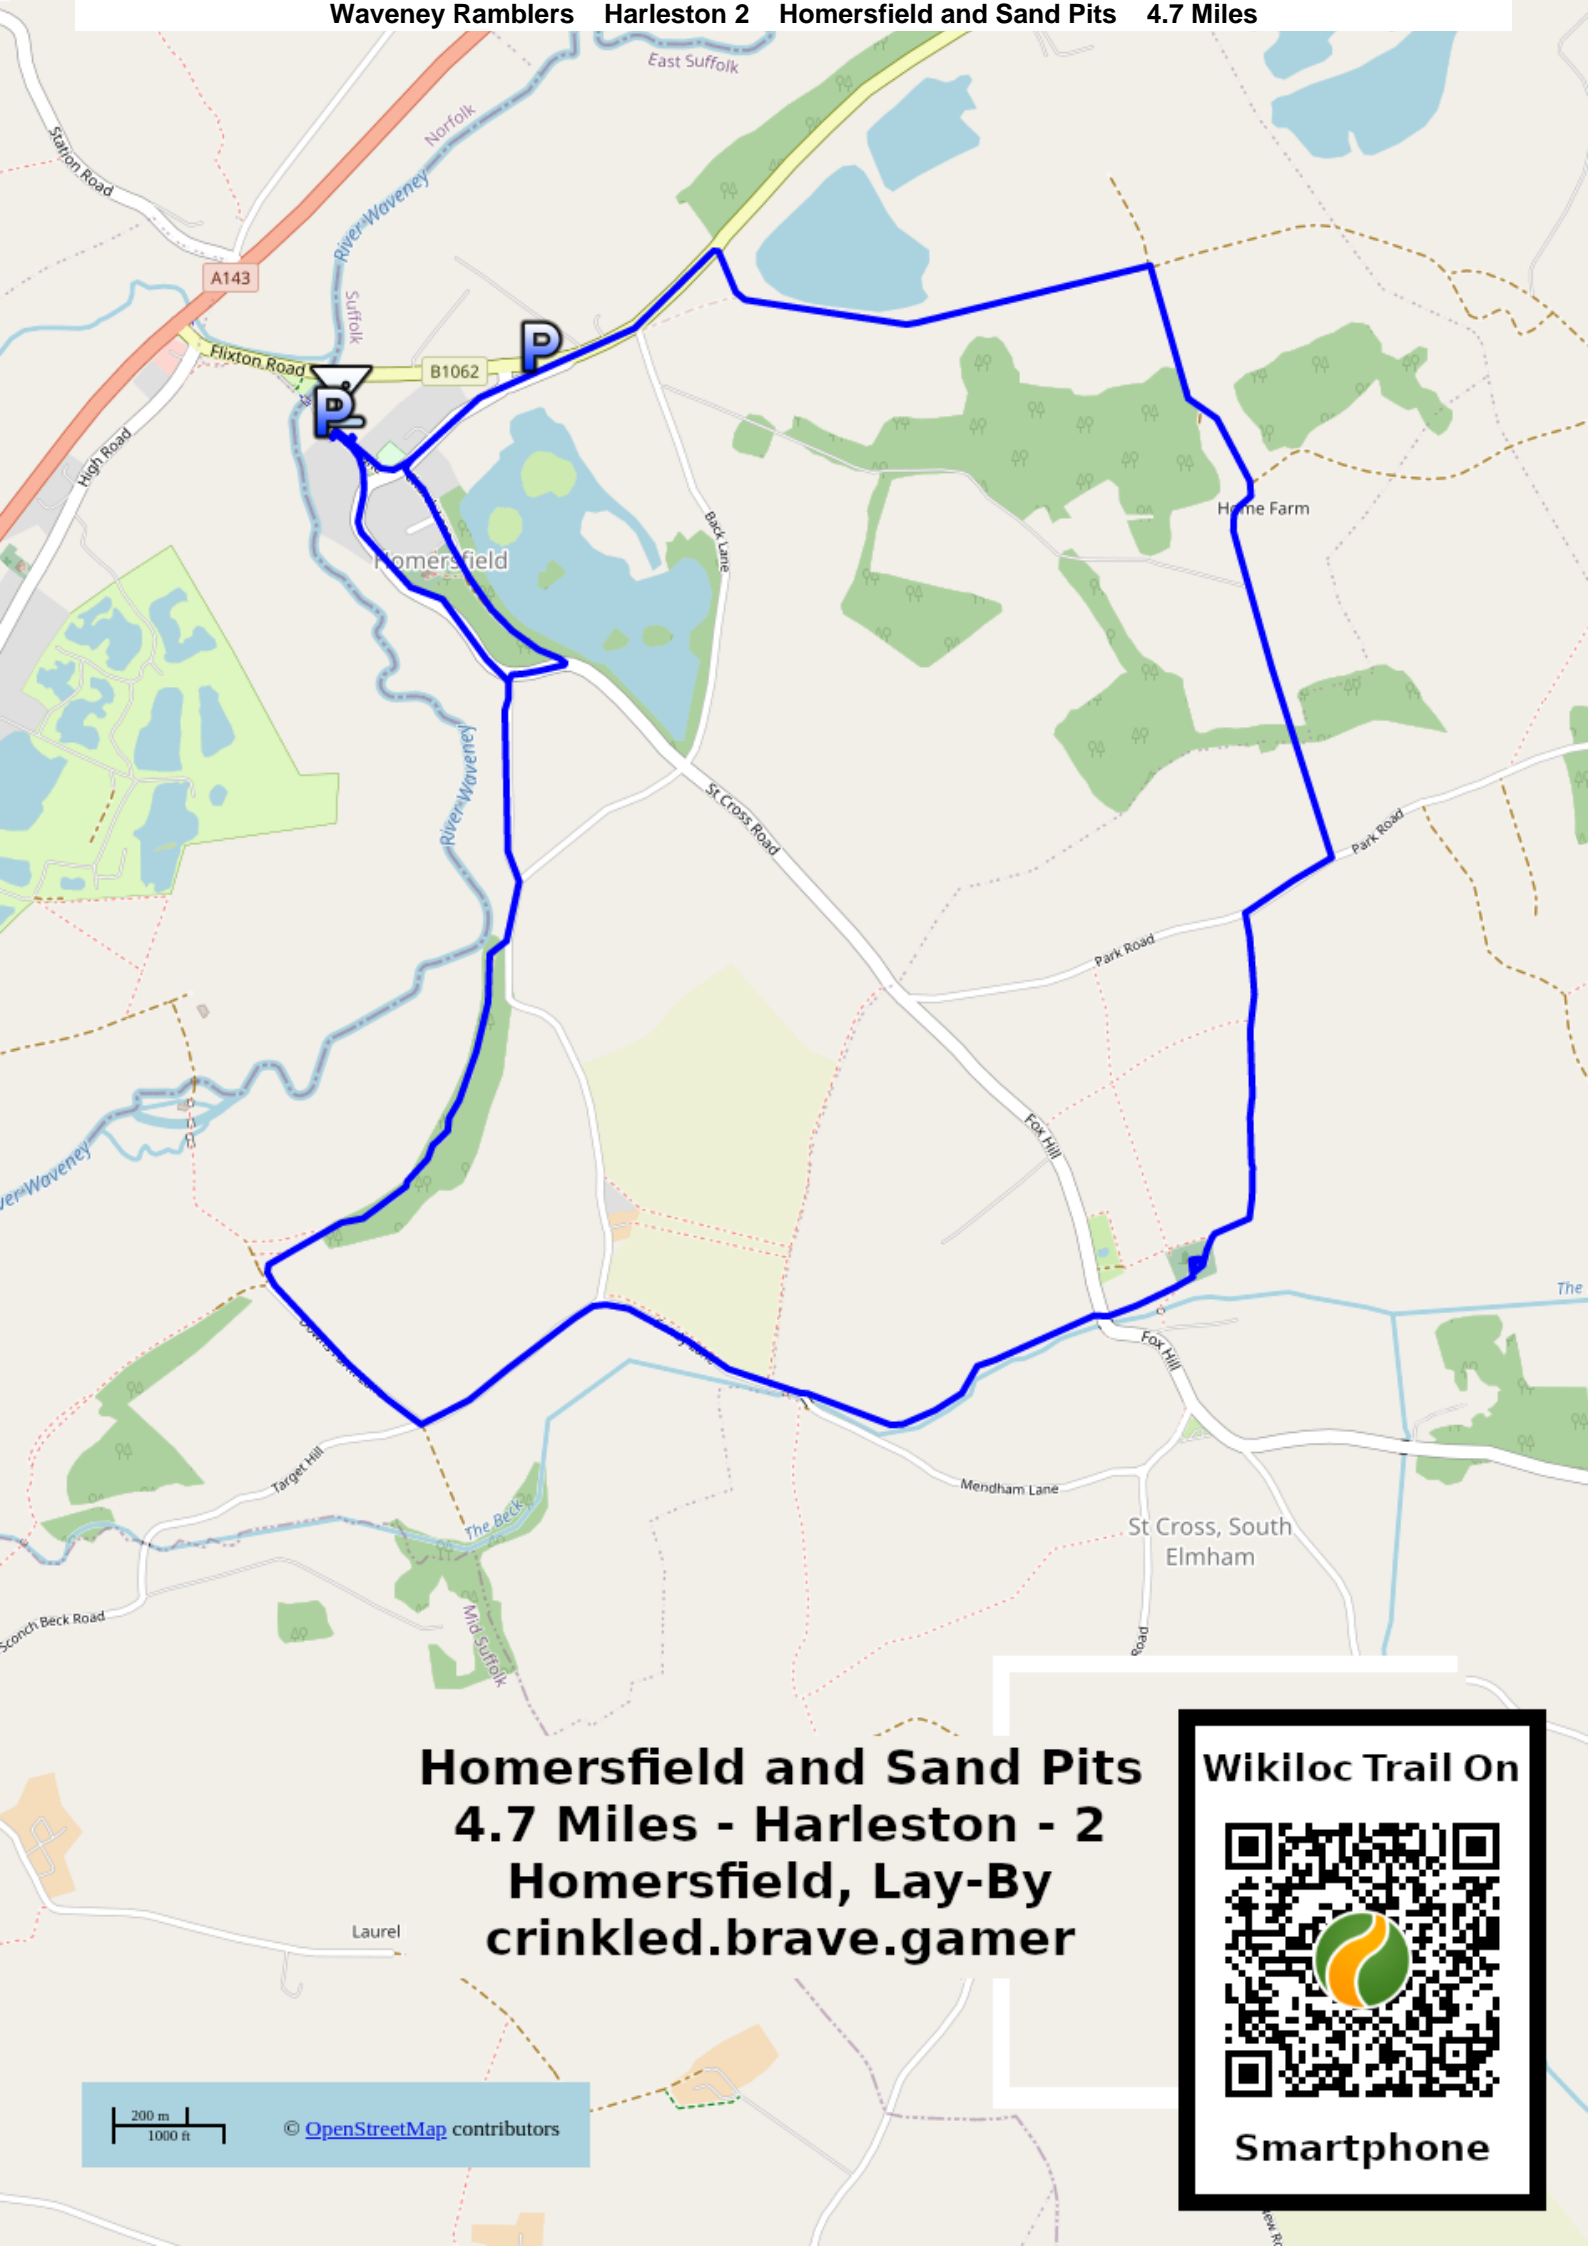 Waveney Ramblers Harleston 2 Homersfield and Sand Pits 4.7 Miles
East Suffolk
Norfolk
Station Road
River Waveney
A143
Suffolk
Flixton Road
B1062
P
P
High Road
Back Lane
Home Farm
Homersfield
River Waveney
St Cross Road
Park Road
Park Road
Fox Hill
The
Fox Hill
Target Hill
Mendham Lane
The Beck
St Cross, South
Elmham
Sconch Beck Road
Mid Suffolk
Road
Homersfield and Sand Pits
4.7 Miles - Harleston - 2
Homersfield, Lay-By
crinkled.brave.gamer
Wikiloc Trail On
Smartphone
Laurel
200 m
1000 ft
© OpenStreetMap contributors